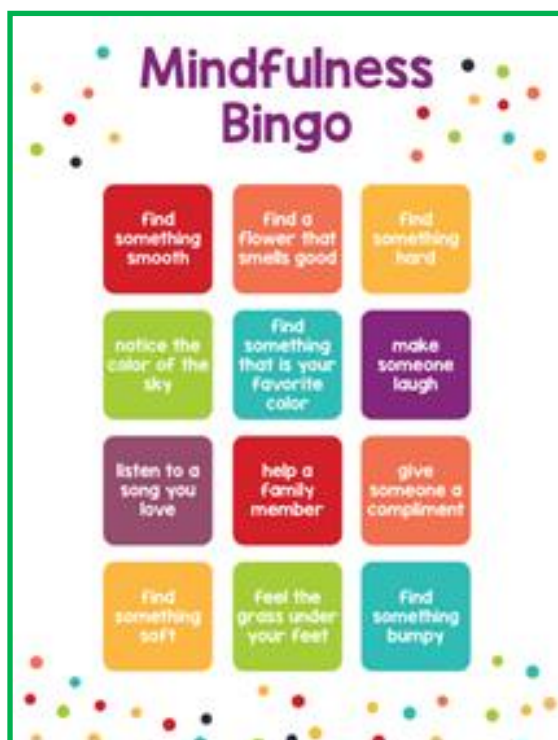 Mindfulness
Bingo
find
something
smooth
find a
flower that
smells good
find
something
hard
notice the
color of the
sky
find
something
that is your
favorite
color
make
someone
laugh
listen to a
song you
love
help a
family
member
give
someone a
compliment
find
something
soft
feel the
grass under
your feet
find
something
bumpy